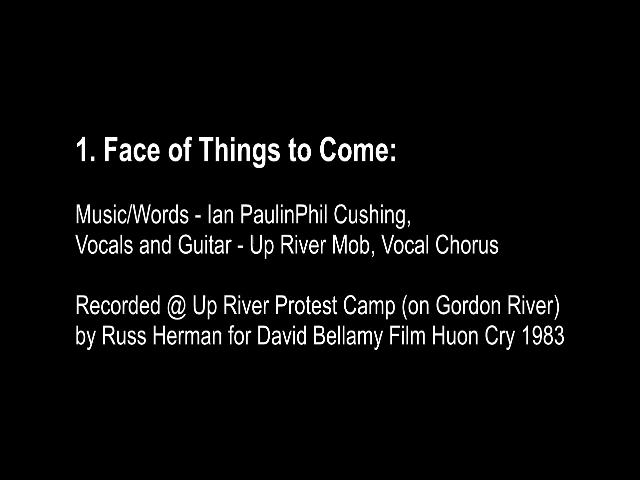 1. Face of Things to Come:
Music/Words - Ian PaulinPhil Cushing,
Vocals and Guitar - Up River Mob, Vocal Chorus
Recorded @ Up River Protest Camp (on Gordon River)
by Russ Herman for David Bellamy Film Huon Cry 1983